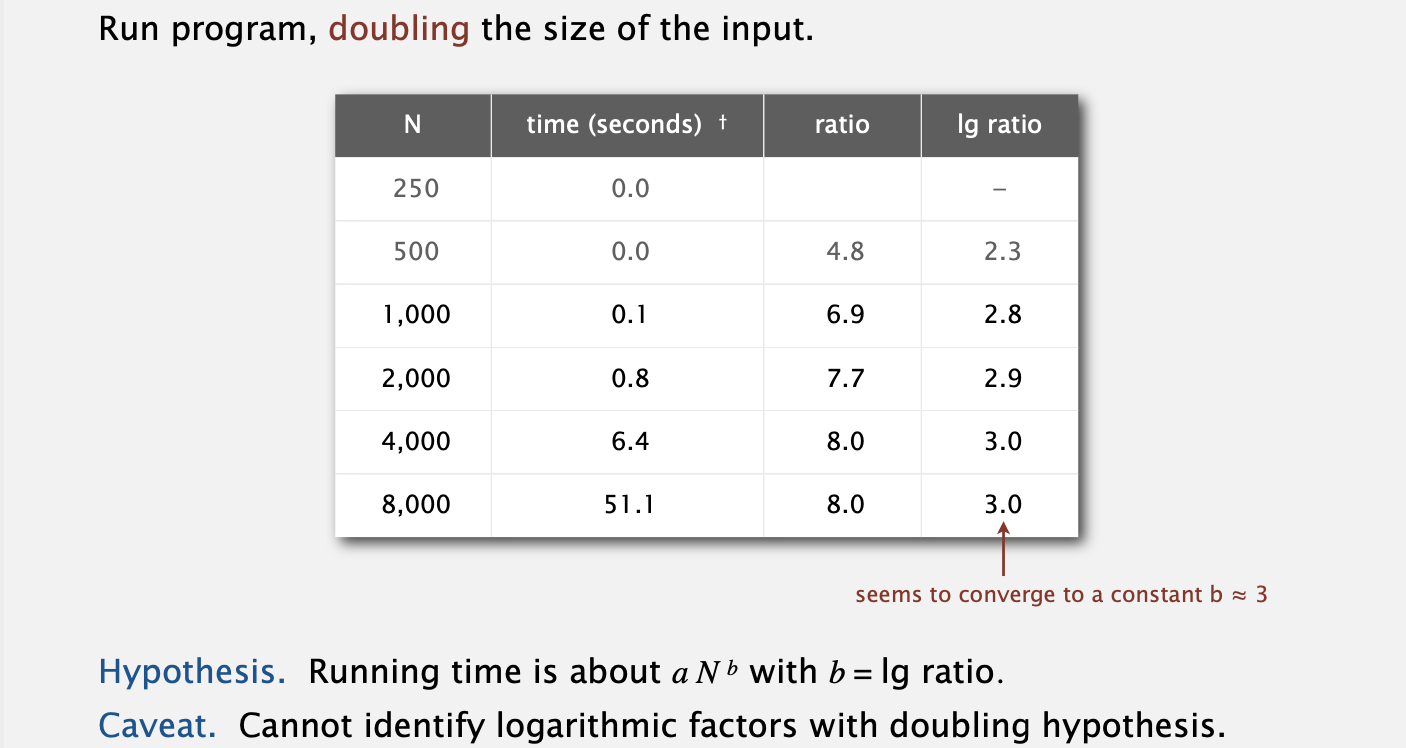 Run program, doubling the size of the input.
N time (seconds) † ratio lg ratio
250 0.0 –
500 0.0 4.8 2.3
1,000 0.1 6.9 2.8
2,000 0.8 7.7 2.9
4,000 6.4 8.0 3.0
8,000 51.1 8.0 3.0
seems to converge to a constant b ≈ 3
Hypothesis. Running time is about a N ᵇ with b = lg ratio.
Caveat. Cannot identify logarithmic factors with doubling hypothesis.